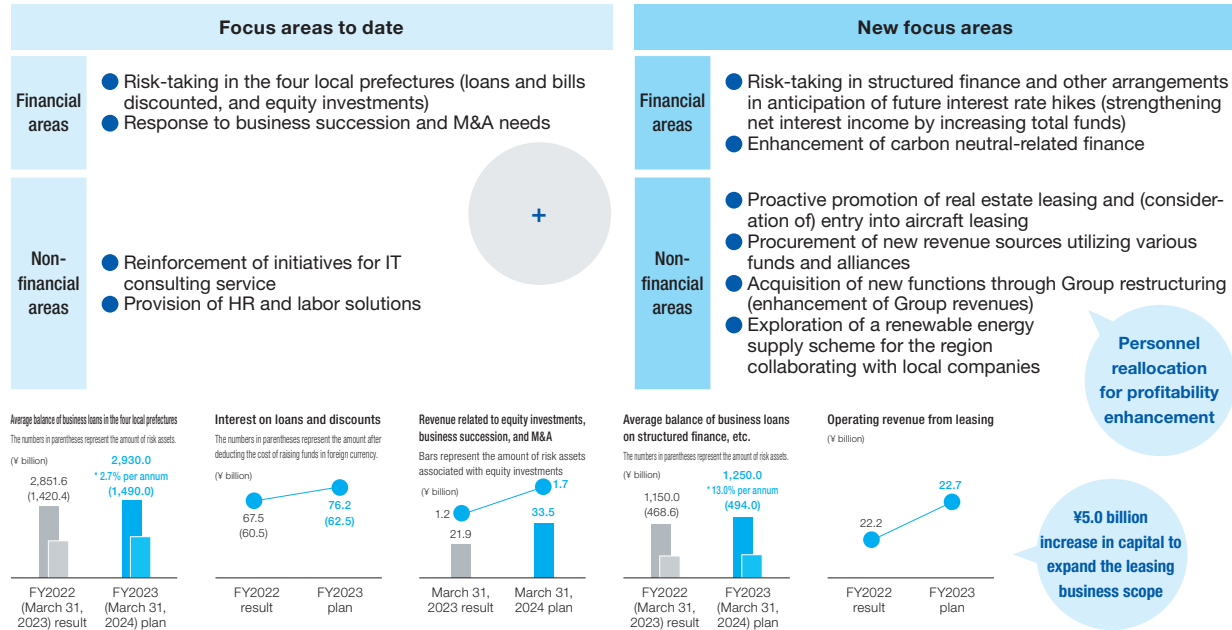 Focus areas to date
Financial
areas
● Risk-taking in the four local prefectures (loans and bills
discounted, and equity investments)
● Response to business succession and M&A needs
Non-
financial
areas
● Reinforcement of initiatives for IT
consulting service
● Provision of HR and labor solutions
+
New focus areas
Financial
areas
● Risk-taking in structured finance and other arrangements
in anticipation of future interest rate hikes (strengthening
net interest income by increasing total funds)
● Enhancement of carbon neutral-related finance
Non-
financial
areas
● Proactive promotion of real estate leasing and (consider-
ation of) entry into aircraft leasing
● Procurement of new revenue sources utilizing various
funds and alliances
● Acquisition of new functions through Group restructuring
(enhancement of Group revenues)
● Exploration of a renewable energy
supply scheme for the region
collaborating with local companies
Personnel
reallocation
for profitability
enhancement
Average balance of business loans in the four local prefectures
The numbers in parentheses represent the amount of risk assets.
(¥ billion)
2,851.6
(1,420.4)
2,930.0
* 2.7% per annum
(1,490.0)
FY2022
(March 31,
2023) result
FY2023
(March 31,
2024) plan
Interest on loans and discounts
The numbers in parentheses represent the amount after
deducting the cost of raising funds in foreign currency.
(¥ billion)
67.5
(60.5)
76.2
(62.5)
FY2022
result
FY2023
plan
Revenue related to equity investments,
business succession, and M&A
Bars represent the amount of risk assets
associated with equity investments
(¥ billion)
1.2
1.7
21.9
33.5
March 31,
2023 result
March 31,
2024 plan
Average balance of business loans
on structured finance, etc.
The numbers in parentheses represent the amount of risk assets.
(¥ billion)
1,150.0
(468.6)
1,250.0
* 13.0% per annum
(494.0)
FY2022
(March 31,
2023) result
FY2023
(March 31,
2024) plan
Operating revenue from leasing
(¥ billion)
22.2
22.7
FY2022
result
FY2023
plan
¥5.0 billion
increase in capital to
expand the leasing
business scope